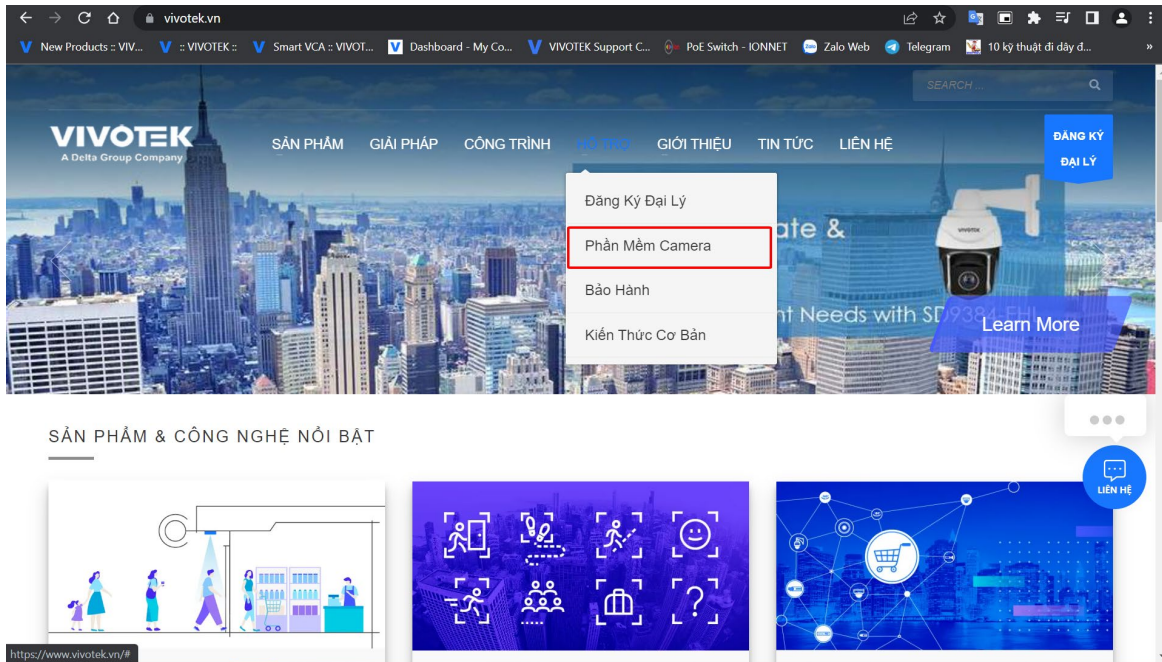 vivotek.vn
New Products :: VIV... :: VIVOTEK :: Smart VCA :: VIVOT... Dashboard - My Co... VIVOTEK Support C... PoE Switch - IONNET Zalo Web Telegram 10 kỹ thuật đi dây đ... »
SEARCH ...
VIVOTEK
A Delta Group Company
SẢN PHẨM GIẢI PHÁP CÔNG TRÌNH HỖ TRỢ GIỚI THIỆU TIN TỨC LIÊN HỆ
ĐĂNG KÝ
ĐẠI LÝ
Đăng Ký Đại Lý
Phần Mềm Camera
Bảo Hành
Kiến Thức Cơ Bản
ate &
VIVOTEK
nt Needs with SD9384-EHL
Learn More
SẢN PHẨM & CÔNG NGHỆ NỔI BẬT
LIÊN HỆ
https://www.vivotek.vn/#